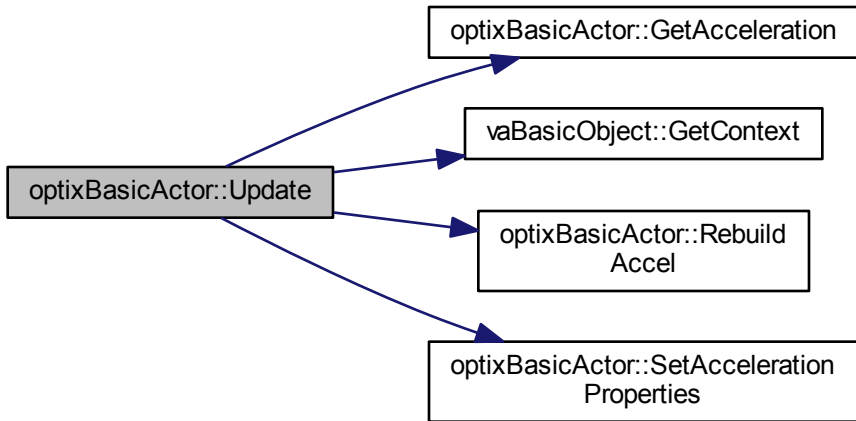 optixBasicActor::GetAcceleration
vaBasicObject::GetContext
optixBasicActor::Update
optixBasicActor::Rebuild
Accel
optixBasicActor::SetAcceleration
Properties